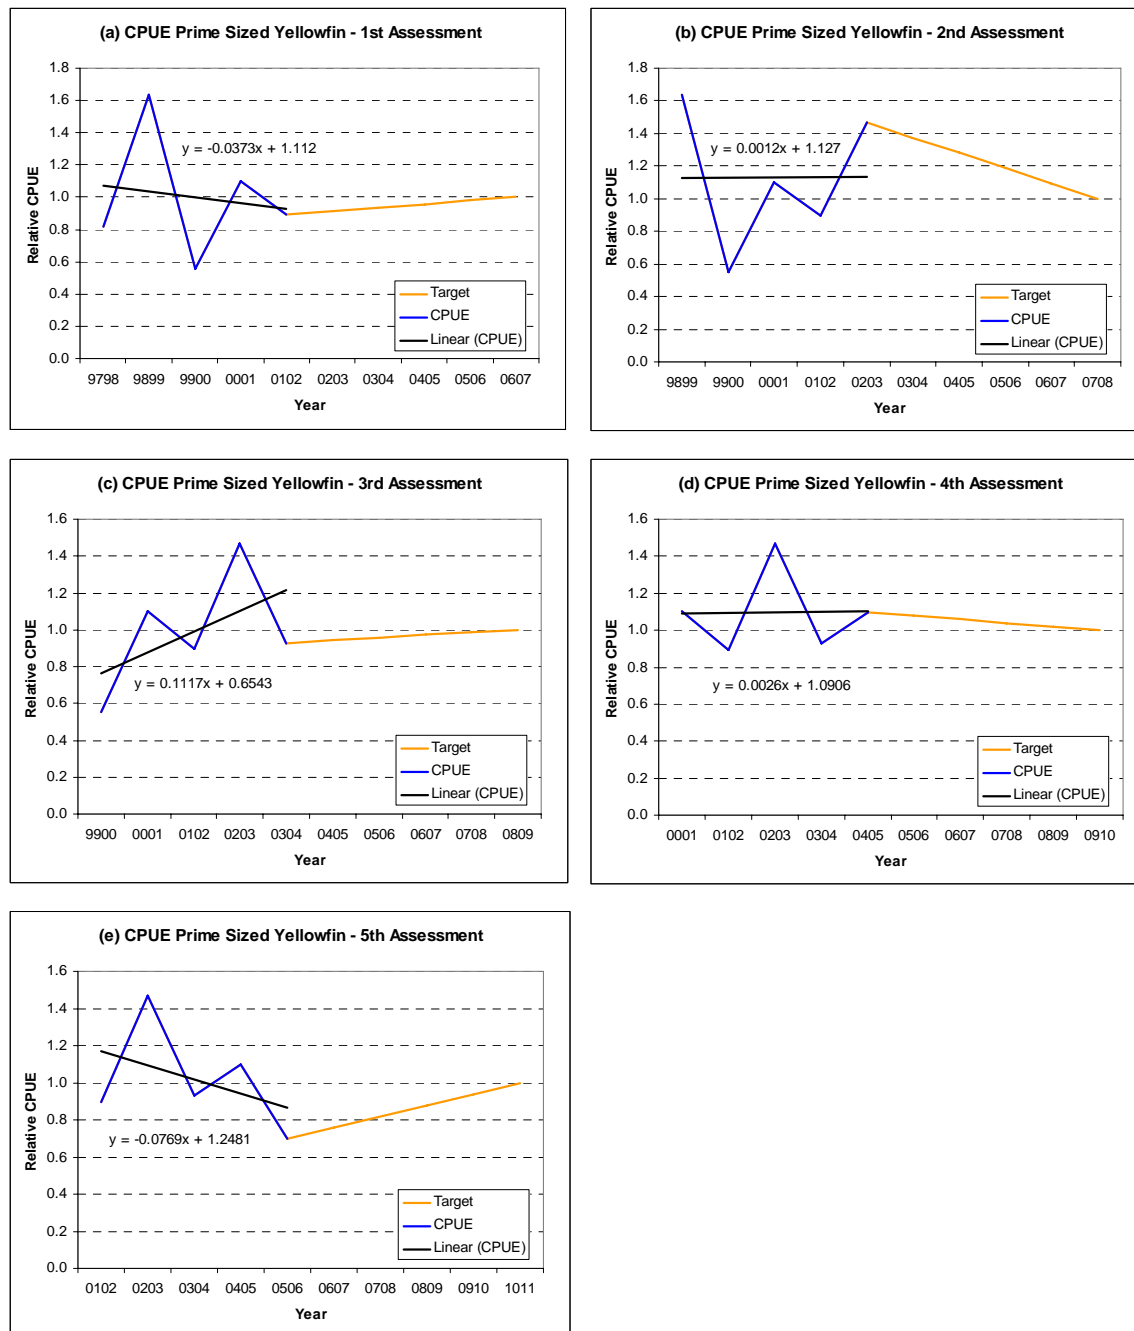 (a) CPUE Prime Sized Yellowfin - 1st Assessment
1.8
1.6
1.4
1.2
1.0
0.8
0.6
0.4
0.2
0.0
Relative CPUE
y = -0.0373x + 1.112
Target
CPUE
Linear (CPUE)
9798 9899 9900 0001 0102 0203 0304 0405 0506 0607
Year
(b) CPUE Prime Sized Yellowfin - 2nd Assessment
1.8
1.6
1.4
1.2
1.0
0.8
0.6
0.4
0.2
0.0
Relative CPUE
y = 0.0012x + 1.127
Target
CPUE
Linear (CPUE)
9899 9900 0001 0102 0203 0304 0405 0506 0607 0708
Year
(c) CPUE Prime Sized Yellowfin - 3rd Assessment
1.6
1.4
1.2
1.0
0.8
0.6
0.4
0.2
0.0
Relative CPUE
y = 0.1117x + 0.6543
Target
CPUE
Linear (CPUE)
9900 0001 0102 0203 0304 0405 0506 0607 0708 0809
Year
(d) CPUE Prime Sized Yellowfin - 4th Assessment
1.6
1.4
1.2
1.0
0.8
0.6
0.4
0.2
0.0
Relative CPUE
y = 0.0026x + 1.0906
Target
CPUE
Linear (CPUE)
0001 0102 0203 0304 0405 0506 0607 0708 0809 0910
Year
(e) CPUE Prime Sized Yellowfin - 5th Assessment
1.6
1.4
1.2
1.0
0.8
0.6
0.4
0.2
0.0
Relative CPUE
y = -0.0769x + 1.2481
Target
CPUE
Linear (CPUE)
0102 0203 0304 0405 0506 0607 0708 0809 0910 1011
Year